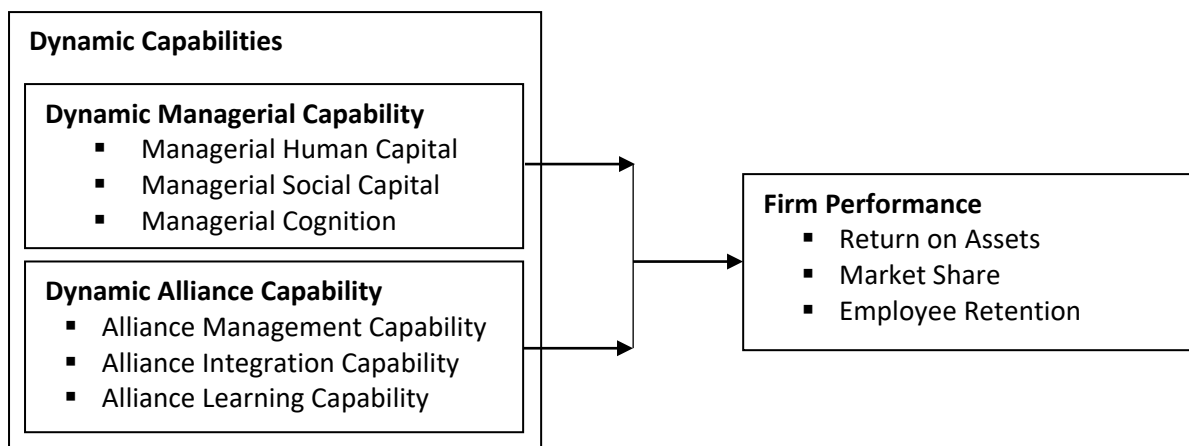 Dynamic Capabilities
Dynamic Managerial Capability
▪ Managerial Human Capital
▪ Managerial Social Capital
▪ Managerial Cognition
Dynamic Alliance Capability
▪ Alliance Management Capability
▪ Alliance Integration Capability
▪ Alliance Learning Capability
Firm Performance
▪ Return on Assets
▪ Market Share
▪ Employee Retention